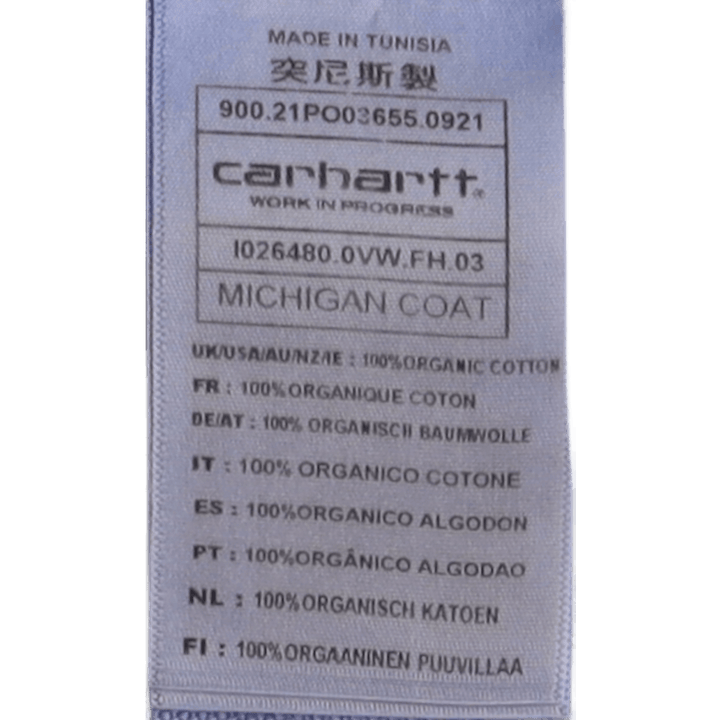 MADE IN TUNISIA
突尼斯製
900.21PO03655.0921
carhartt®
WORK IN PROGRESS
I026480.0VW.FH.03
MICHIGAN COAT
UK/USA/AU/NZ/IE : 100%ORGANIC COTTON
FR : 100%ORGANIQUE COTON
DE/AT : 100% ORGANISCH BAUMWOLLE
IT : 100% ORGANICO COTONE
ES : 100%ORGANICO ALGODON
PT : 100%ORGÂNICO ALGODAO
NL : 100%ORGANISCH KATOEN
FI : 100%ORGAANINEN PUUVILLAA